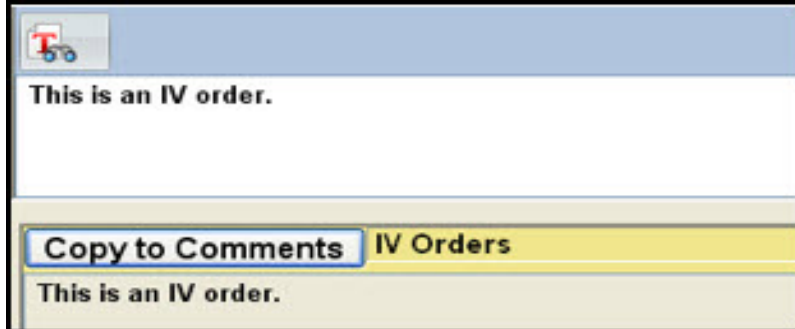 T
This is an IV order.
Copy to Comments IV Orders
This is an IV order.